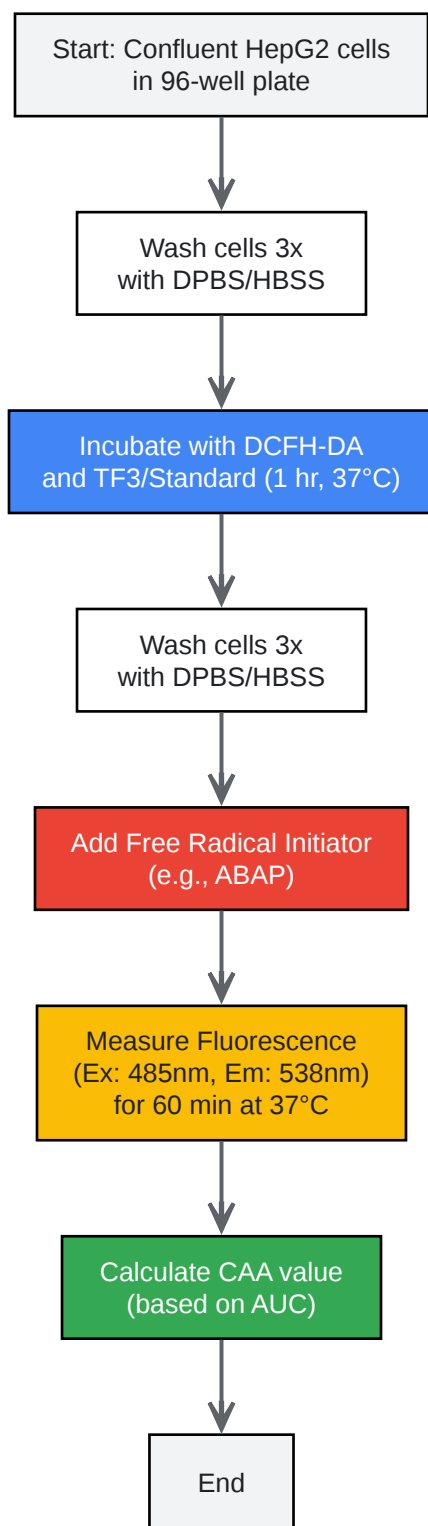 Start: Confluent HepG2 cells
in 96-well plate
Wash cells 3x
with DPBS/HBSS
Incubate with DCFH-DA
and TF3/Standard (1 hr, 37°C)
Wash cells 3x
with DPBS/HBSS
Add Free Radical Initiator
(e.g., ABAP)
Measure Fluorescence
(Ex: 485nm, Em: 538nm)
for 60 min at 37°C
Calculate CAA value
(based on AUC)
End